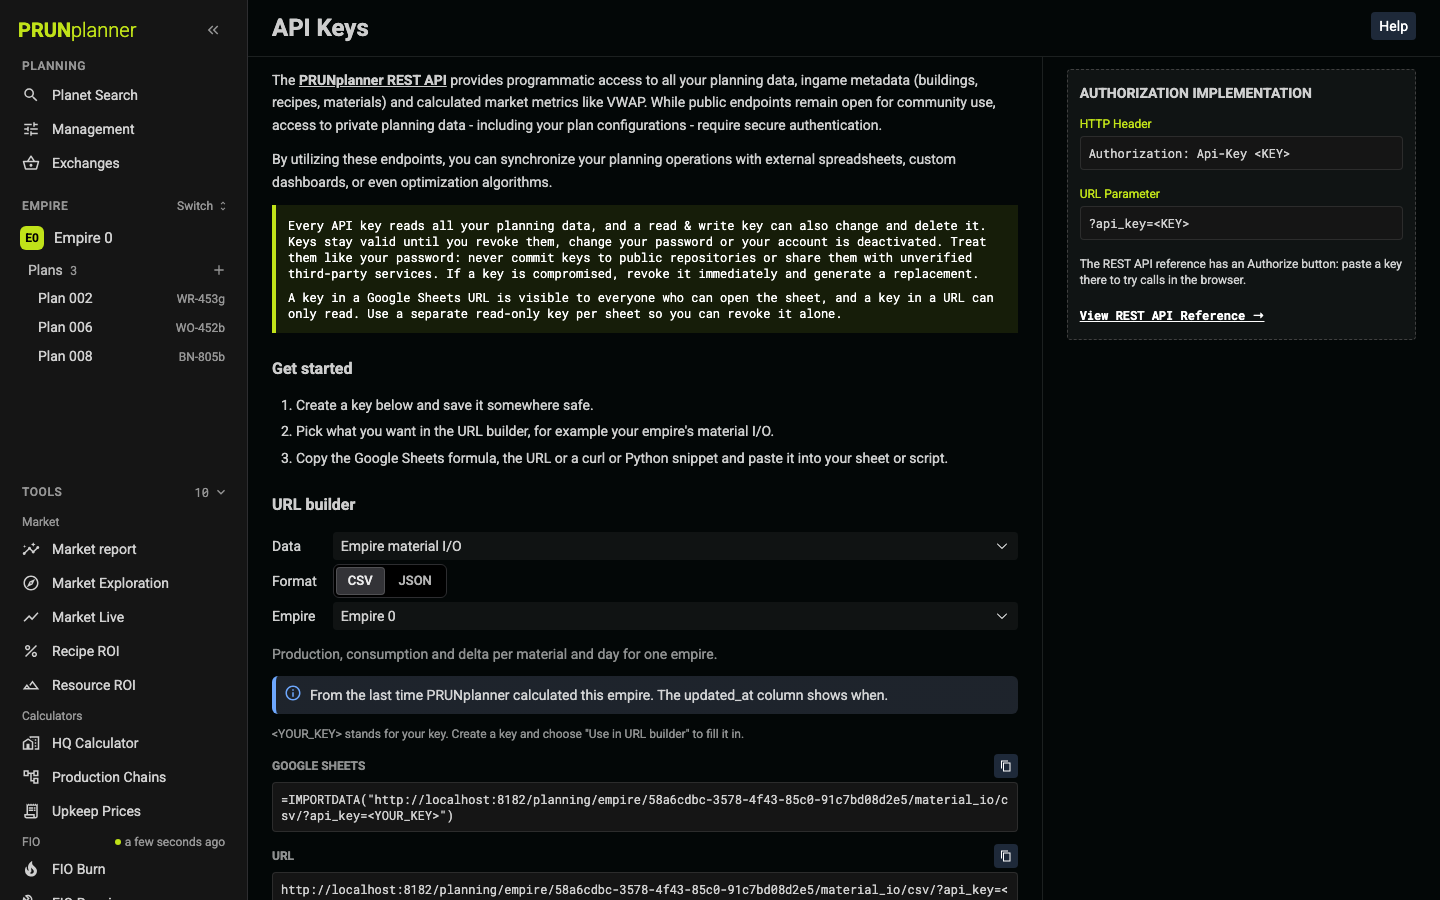 PRUNplanner
PLANNING
Planet Search
Management
Exchanges
EMPIRE
Switch
EO
Empire 0
Plans 3
Plan 002
WR-453g
Plan 006
WO-452b
Plan 008
BN-805b
TOOLS
10
Market
Market report
Market Exploration
Market Live
Recipe ROI
Resource ROI
Calculators
HQ Calculator
Production Chains
Upkeep Prices
FIO
a few seconds ago
FIO Burn
API Keys
Help
The PRUNplanner REST API provides programmatic access to all your planning data, ingame metadata (buildings,
recipes, materials) and calculated market metrics like VWAP. While public endpoints remain open for community use,
access to private planning data - including your plan configurations - require secure authentication.
By utilizing these endpoints, you can synchronize your planning operations with external spreadsheets, custom
dashboards, or even optimization algorithms.
Every API key reads all your planning data, and a read & write key can also change and delete it.
Keys stay valid until you revoke them, change your password or your account is deactivated. Treat
them like your password: never commit keys to public repositories or share them with unverified
third-party services. If a key is compromised, revoke it immediately and generate a replacement.
A key in a Google Sheets URL is visible to everyone who can open the sheet, and a key in a URL can
only read. Use a separate read-only key per sheet so you can revoke it alone.
Get started
1. Create a key below and save it somewhere safe.
2. Pick what you want in the URL builder, for example your empire's material I/O.
3. Copy the Google Sheets formula, the URL or a curl or Python snippet and paste it into your sheet or script.
URL builder
Data
Empire material I/O
Format
CSV
JSON
Empire
Empire 0
Production, consumption and delta per material and day for one empire.
From the last time PRUNplanner calculated this empire. The updated_at column shows when.
<YOUR_KEY> stands for your key. Create a key and choose "Use in URL builder" to fill it in.
GOOGLE SHEETS
=IMPORTDATA("http://localhost:8182/planning/empire/58a6cdbc-3578-4f43-85c0-91c7bd08d2e5/material_io/c
sv/?api_key=<YOUR_KEY>")
URL
http://localhost:8182/planning/empire/58a6cdbc-3578-4f43-85c0-91c7bd08d2e5/material_io/csv/?api_key=<
AUTHORIZATION IMPLEMENTATION
HTTP Header
Authorization: Api-Key <KEY>
URL Parameter
?api_key=<KEY>
The REST API reference has an Authorize button: paste a key
there to try calls in the browser.
View REST API Reference →